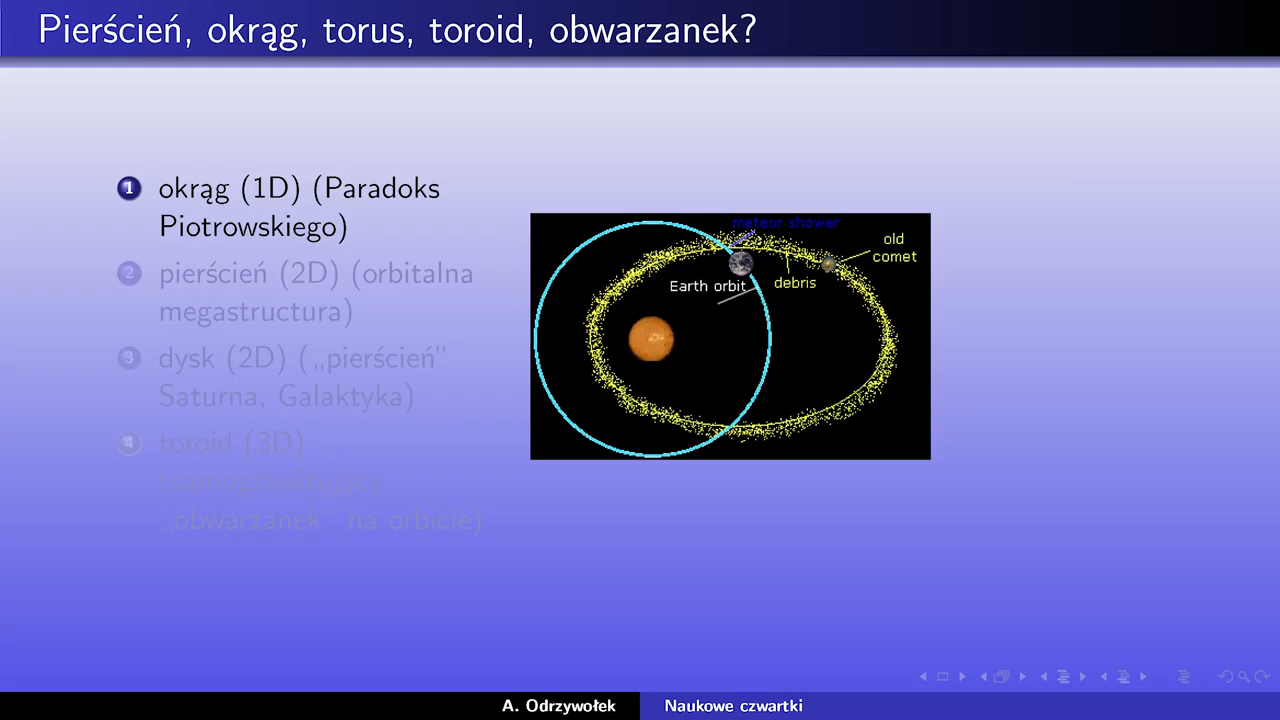 Pierścień, okrąg, torus, toroid, obwarzanek?
1 okrąg (1D) (Paradoks
Piotrowskiego)
2 pierścień (2D) (orbitalna
megastructura)
3 dysk (2D) („pierścień”
Saturna, Galaktyka)
4 toroid (3D)
(samograwitujący
„obwarzanek” na orbicie)
meteor shower
old
comet
Earth orbit
debris
A. Odrzywołek
Naukowe czwartki